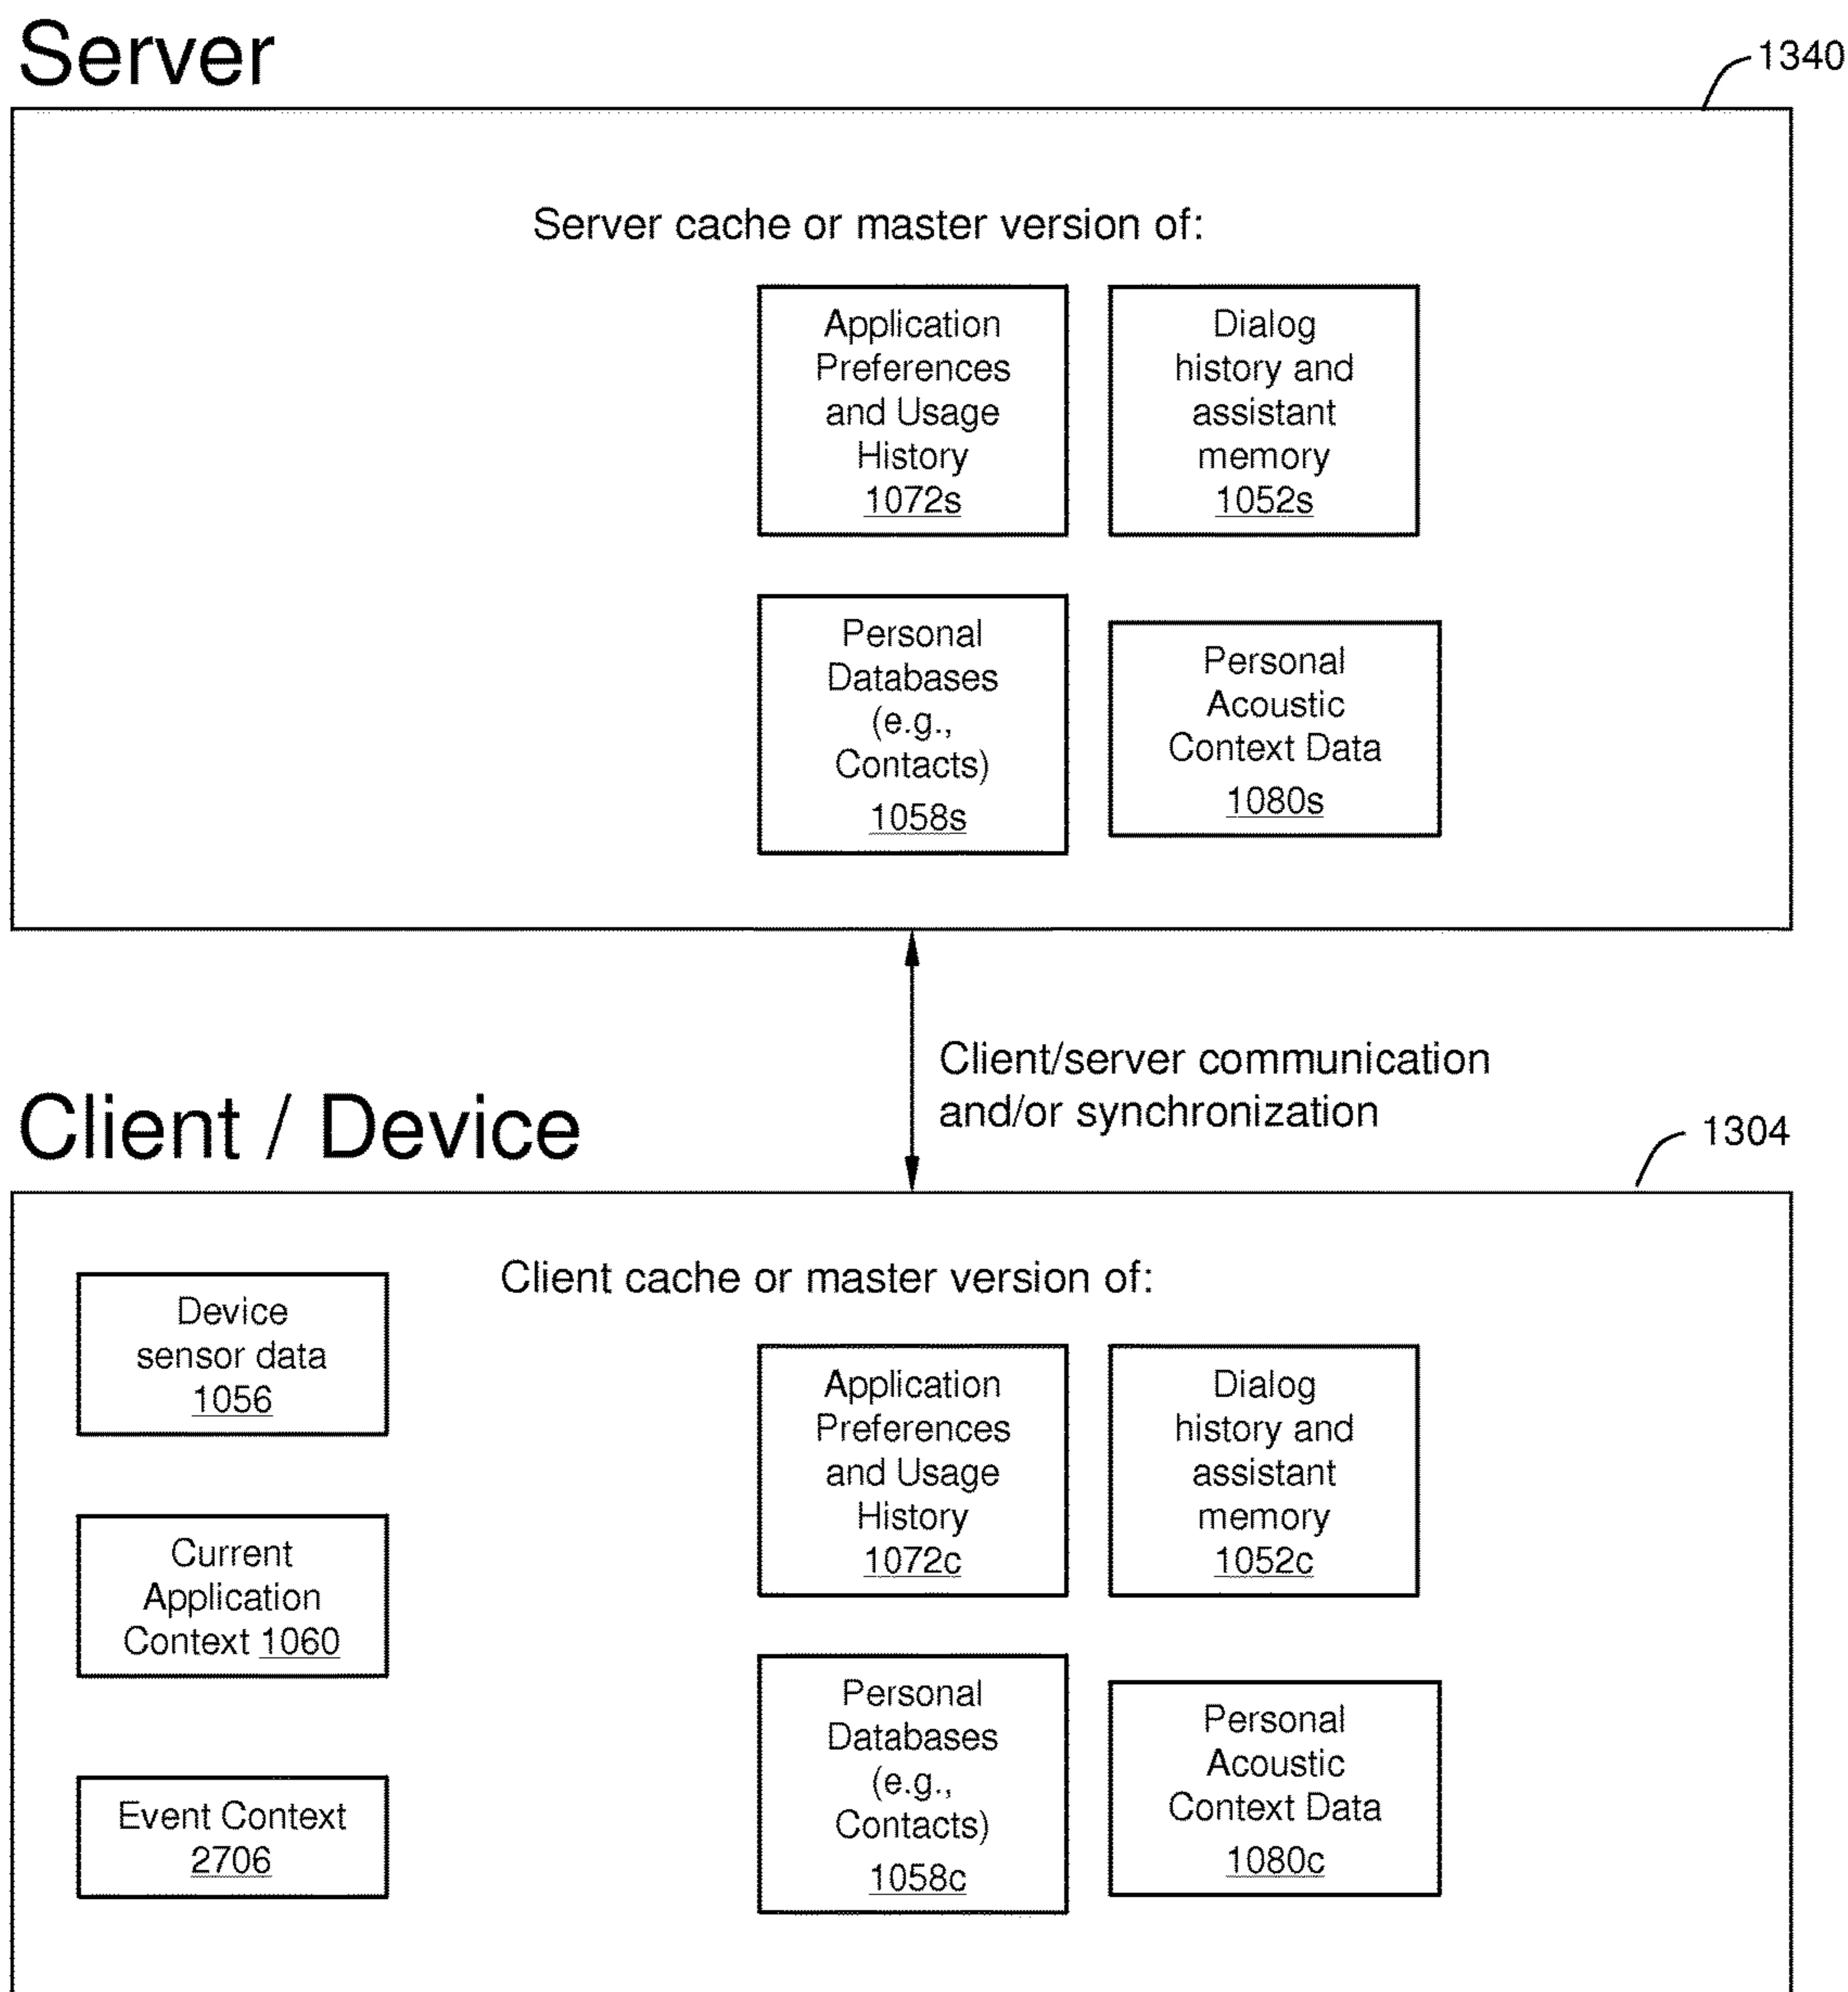 Server
1340
Server cache or master version of:
Application
Preferences
and Usage
History
1072s
Dialog
history and
assistant
memory
1052s
Personal
Databases
(e.g.,
Contacts)
1058s
Personal
Acoustic
Context Data
1080s
Client/server communication
and/or synchronization
Client / Device
1304
Client cache or master version of:
Device
sensor data
1056
Current
Application
Context 1060
Event Context
2706
Application
Preferences
and Usage
History
1072c
Dialog
history and
assistant
memory
1052c
Personal
Databases
(e.g.,
Contacts)
1058c
Personal
Acoustic
Context Data
1080c